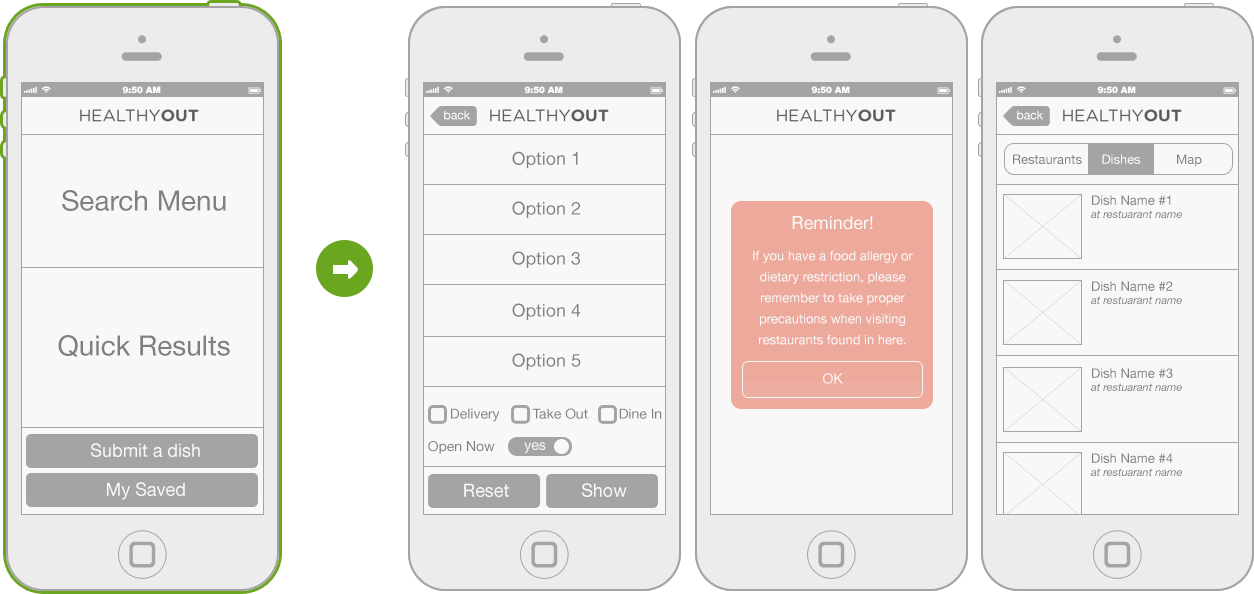 9:50 AM
HEALTHYOUT
Search Menu
Quick Results
Submit a dish
My Saved
9:50 AM
back HEALTHYOUT
Option 1
Option 2
Option 3
Option 4
Option 5
Delivery Take Out Dine In
Open Now yes
Reset Show
9:50 AM
HEALTHYOUT
Reminder!
If you have a food allergy or
dietary restriction, please
remember to take proper
precautions when visiting
restaurants found in here.
OK
9:50 AM
back HEALTHYOUT
Restaurants Dishes Map
Dish Name #1
at restuarant name
Dish Name #2
at restuarant name
Dish Name #3
at restuarant name
Dish Name #4
at restuarant name